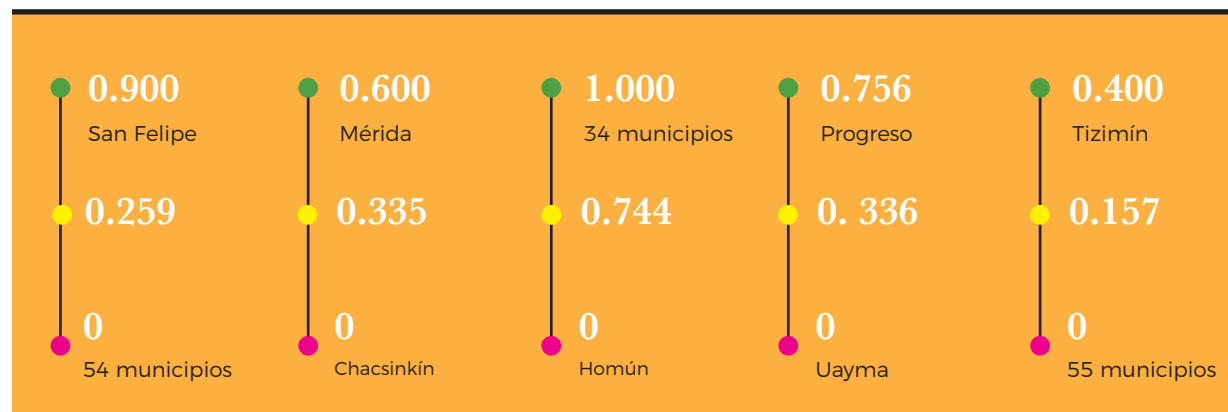 0.900
San Felipe
0.259
0
54 municipios
0.600
Mérida
0.335
0
Chacsinkín
1.000
34 municipios
0.744
0
Homún
0.756
Progreso
0. 336
0
Uayma
0.400
Tizimín
0.157
0
55 municipios